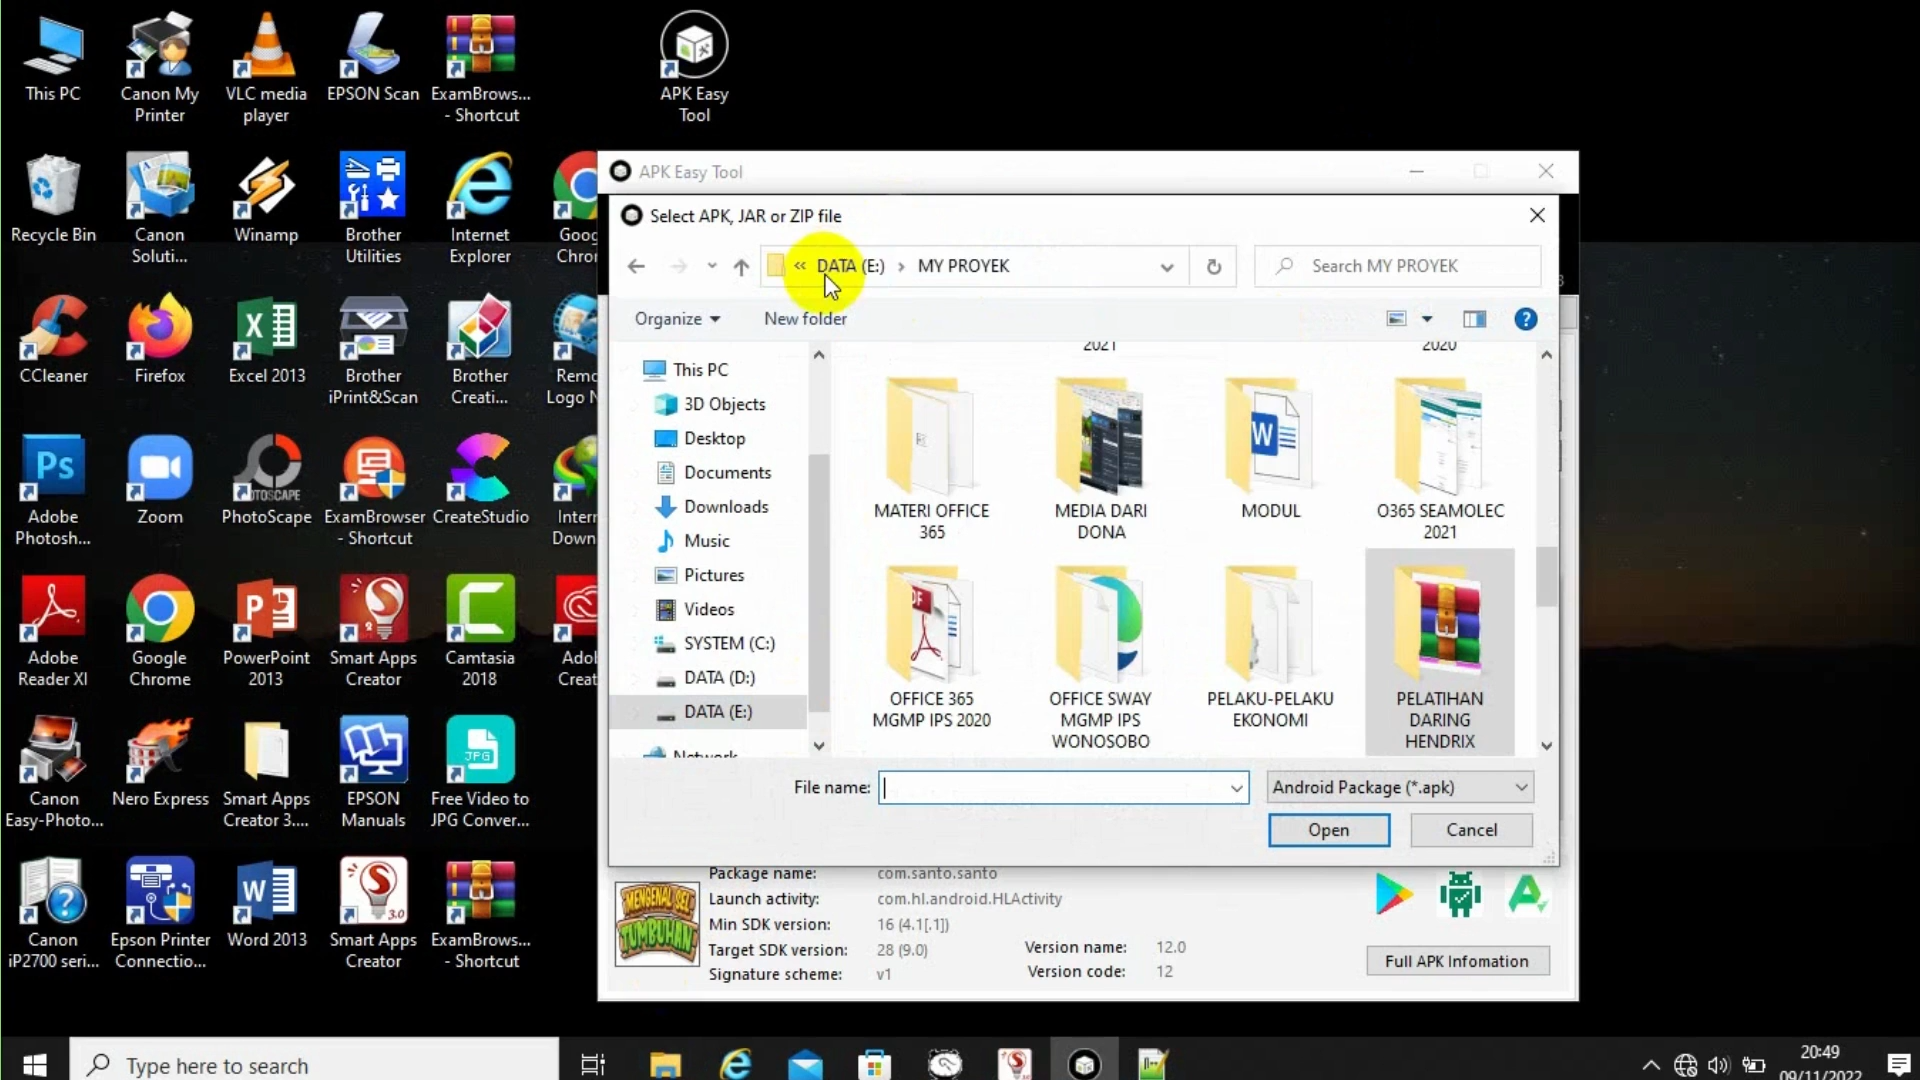 This PC
Canon My
Printer
VLC media
player
EPSON Scan
ExamBrows...
- Shortcut
APK Easy
Tool
Recycle Bin
Canon
Soluti...
Winamp
Brother
Utilities
Internet
Explorer
Goog
Chro
CCleaner
Firefox
Excel 2013
Brother
iPrint&Scan
Brother
Creati...
Remo
Logo N
Adobe
Photosh...
Zoom
PhotoScape
ExamBrowser
- Shortcut
CreateStudio
Intern
Down
Adobe
Reader XI
Google
Chrome
PowerPoint
2013
Smart Apps
Creator
Camtasia
2018
Adol
Creat
Canon
Easy-Photo...
Nero Express
Smart Apps
Creator 3....
EPSON
Manuals
Free Video to
JPG Conver...
Canon
iP2700 seri...
Epson Printer
Connectio...
Word 2013
Smart Apps
Creator
ExamBrows...
- Shortcut
APK Easy Tool
Select APK, JAR or ZIP file
« DATA (E:) › MY PROYEK
Search MY PROYEK
Organize
New folder
This PC
3D Objects
Desktop
Documents
Downloads
Music
Pictures
Videos
SYSTEM (C:)
DATA (D:)
DATA (E:)
Network
2021
2020
MATERI OFFICE
365
MEDIA DARI
DONA
MODUL
O365 SEAMOLEC
2021
OFFICE 365
MGMP IPS 2020
OFFICE SWAY
MGMP IPS
WONOSOBO
PELAKU-PELAKU
EKONOMI
PELATIHAN
DARING
HENDRIX
File name:
Android Package (*.apk)
Open
Cancel
MENGENAL SEL
TUMBUHAN
Package name: com.santo.santo
Launch activity: com.hl.android.HLActivity
Min SDK version: 16 (4.1[.1])
Target SDK version: 28 (9.0)
Signature scheme: v1
Version name: 12.0
Version code: 12
Full APK Infomation
Type here to search
20:49
09/11/2022